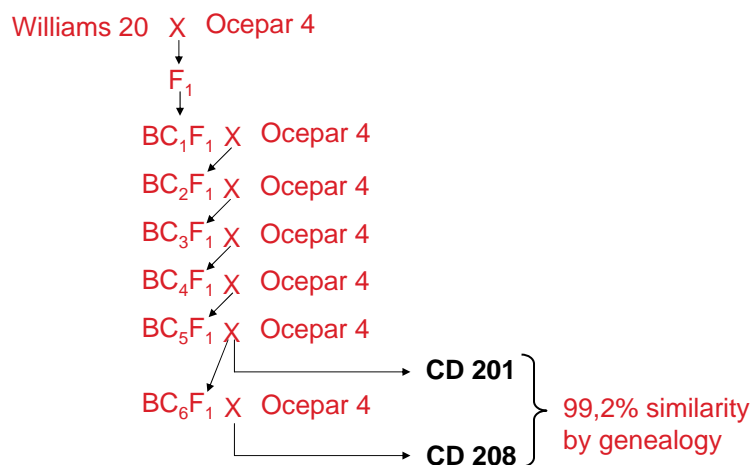 Williams 20 X Ocepar 4
F₁
BC₁F₁ X Ocepar 4
BC₂F₁ X Ocepar 4
BC₃F₁ X Ocepar 4
BC₄F₁ X Ocepar 4
BC₅F₁ X Ocepar 4
CD 201
BC₆F₁ X Ocepar 4
CD 208
99,2% similarity
by genealogy